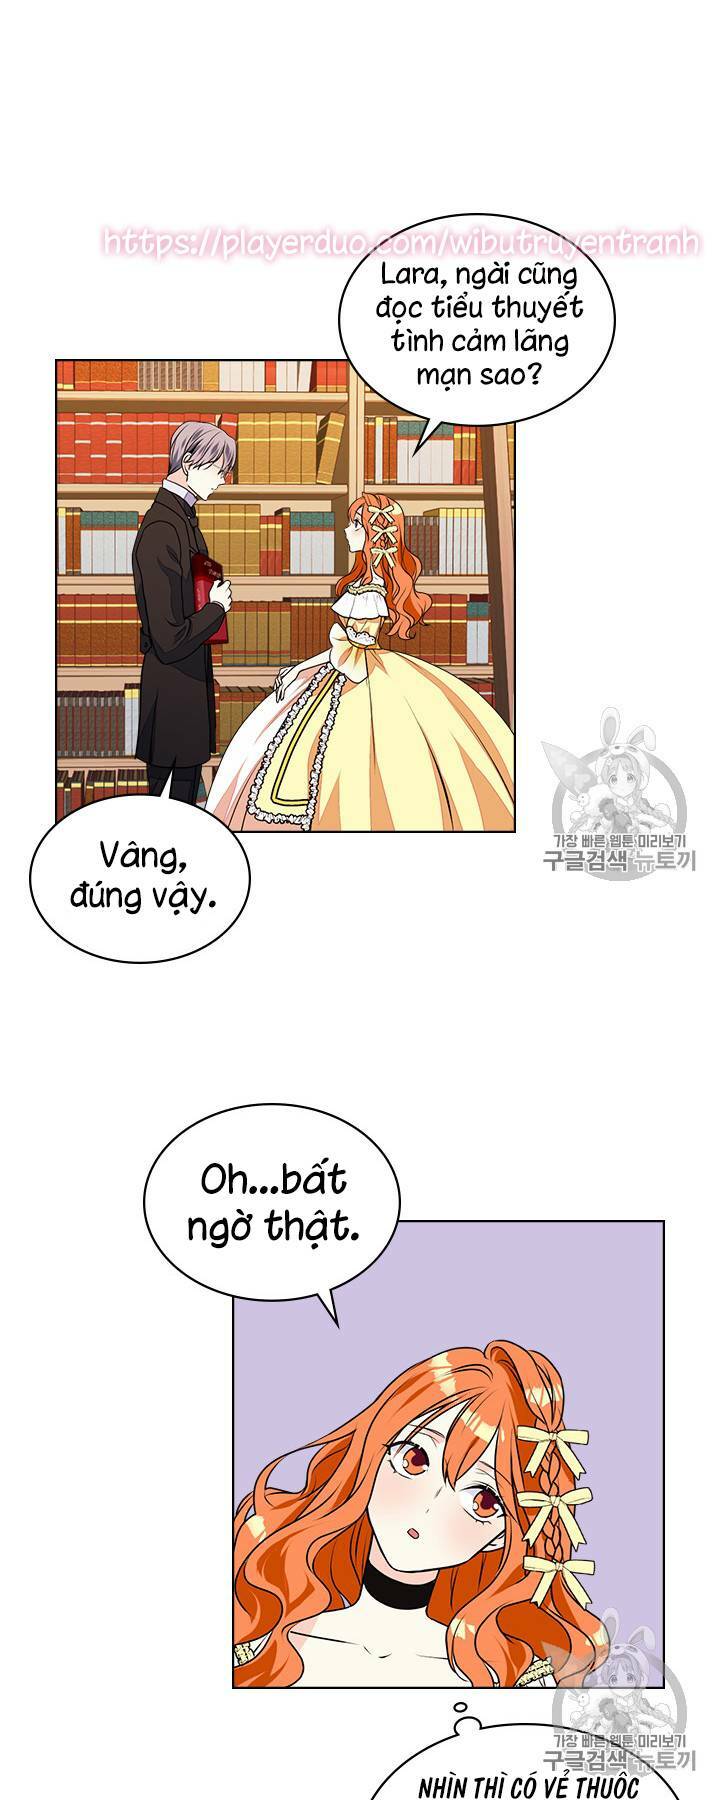 https://playerduo.com/wibutruyentranh
Lara, ngài cũng
đọc tiểu thuyết
tình cảm lãng
mạn sao?
가장 빠른 웹툰 미리보기
구글검색 뉴토끼
Vâng,
đúng vậy.
Oh...bất
ngờ thật.
가장 빠른 웹툰 미리보기
구글검색 뉴토끼
NHÌN THÌ CÓ VẺ THUỘC